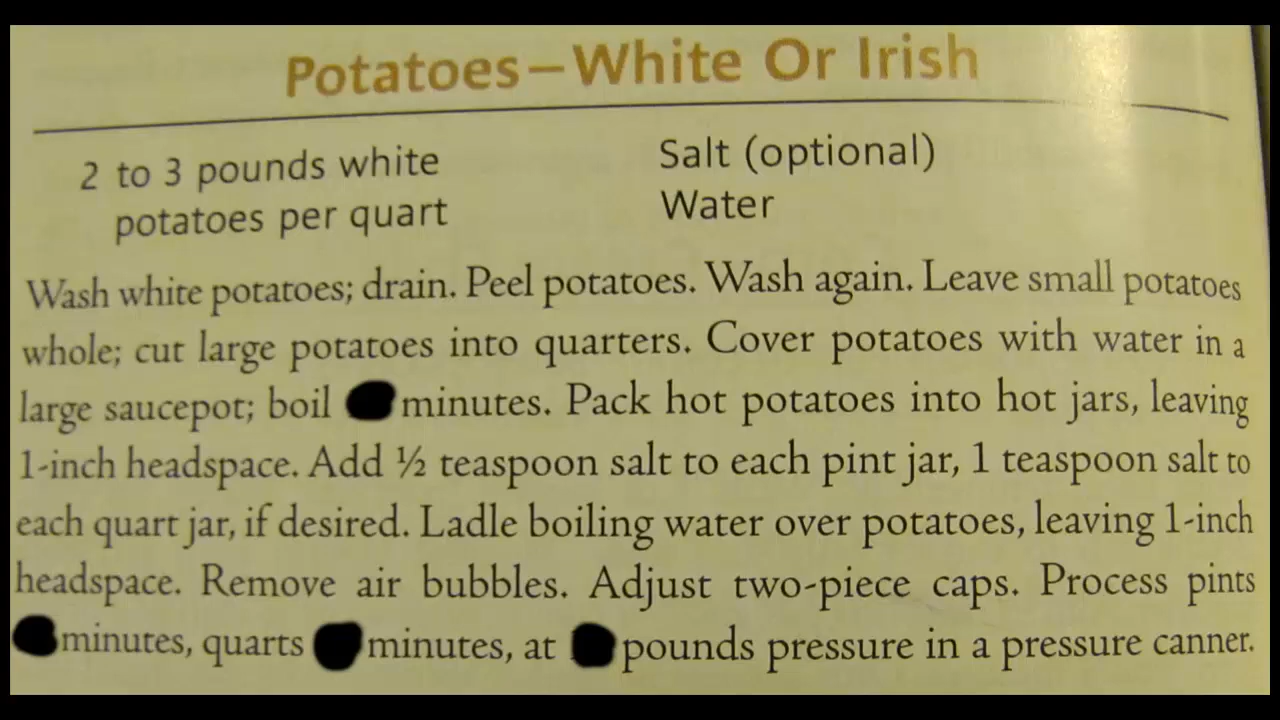 Potatoes–White Or Irish
2 to 3 pounds white
potatoes per quart
Salt (optional)
Water
Wash white potatoes; drain. Peel potatoes. Wash again. Leave small potatoes
whole; cut large potatoes into quarters. Cover potatoes with water in a
large saucepot; boil minutes. Pack hot potatoes into hot jars, leaving
1-inch headspace. Add ½ teaspoon salt to each pint jar, 1 teaspoon salt to
each quart jar, if desired. Ladle boiling water over potatoes, leaving 1-inch
headspace. Remove air bubbles. Adjust two-piece caps. Process pints
minutes, quarts minutes, at pounds pressure in a pressure canner.